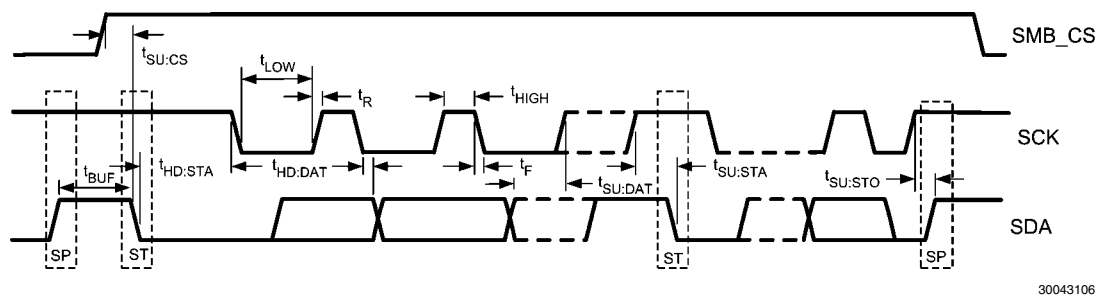 SMB_CS
tSU:CS
tLOW
tR
tHIGH
SCK
tBUF
tHD:STA
tHD:DAT
tF
tSU:DAT
tSU:STA
tSU:STO
SDA
SP
ST
ST
SP
30043106